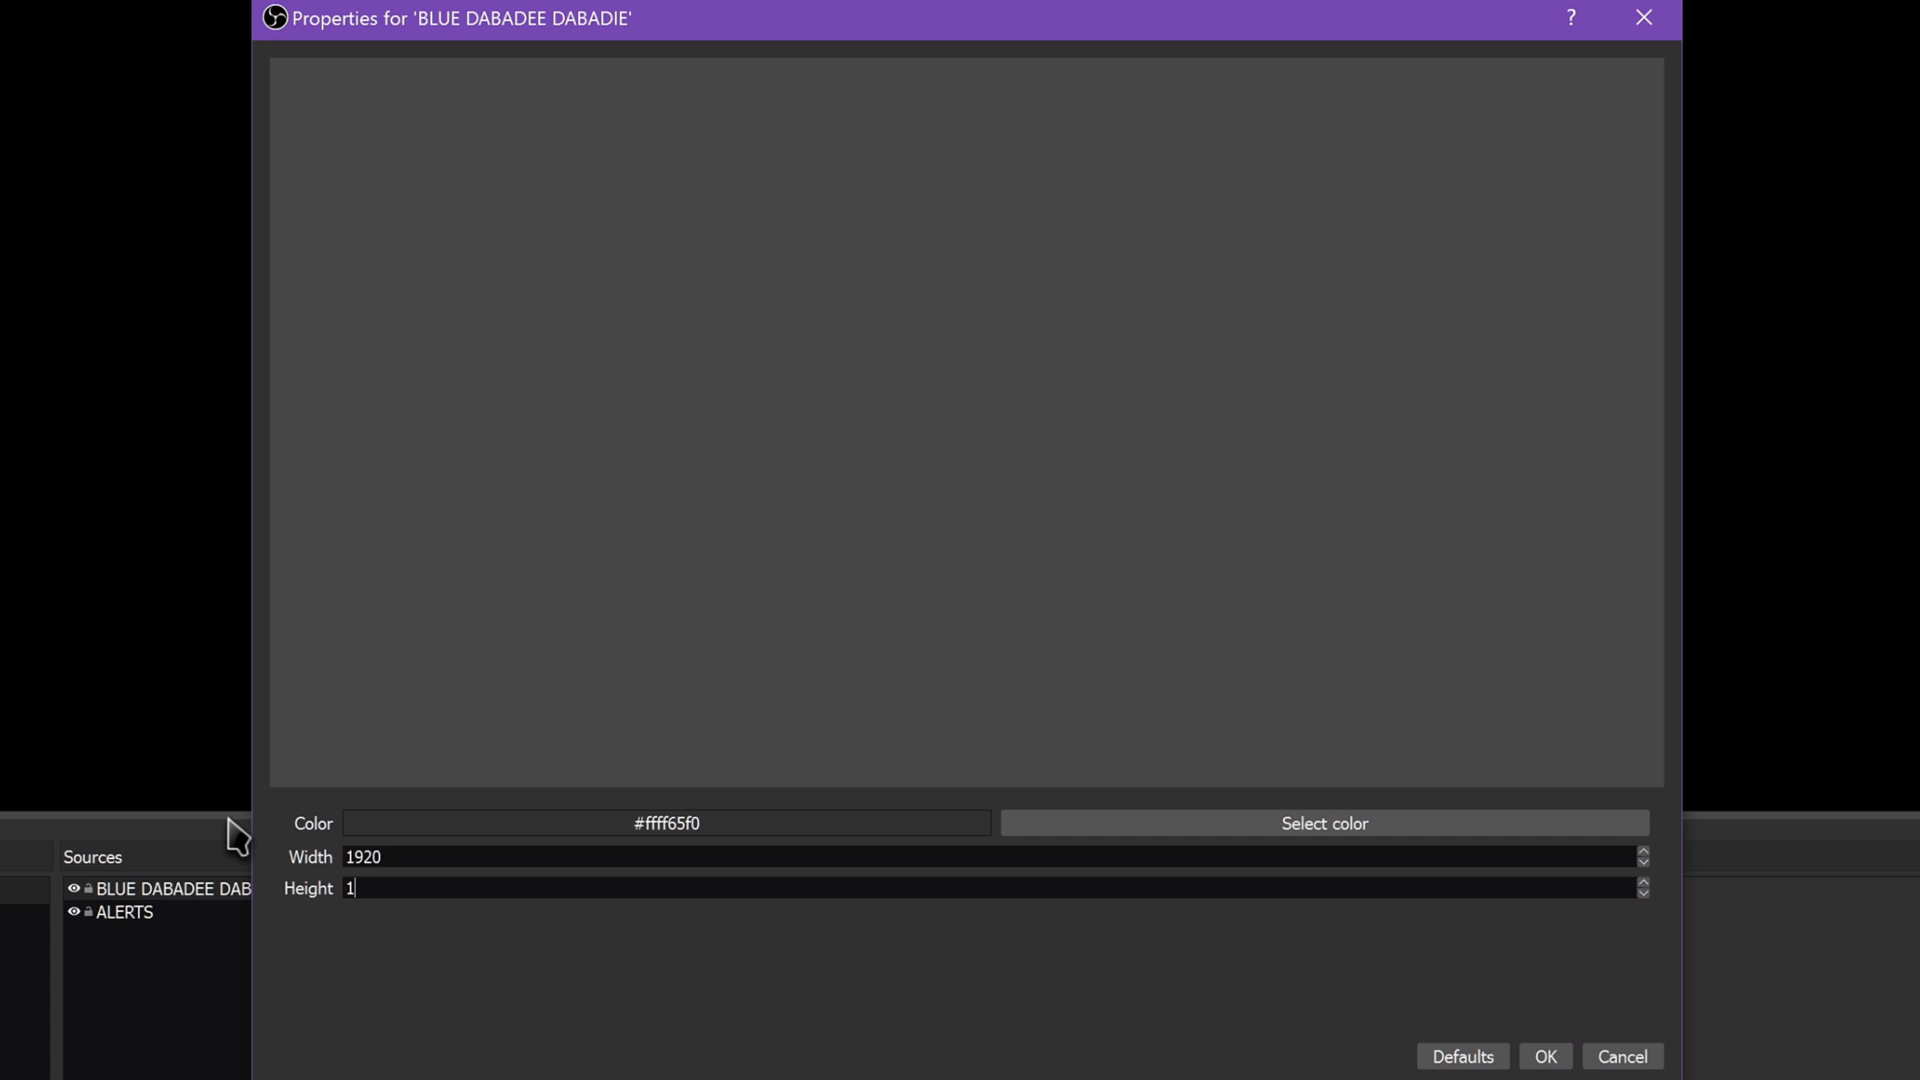 Properties for 'BLUE DABADEE DABADIE'
?
Color #ffff65f0 Select color
Sources
Width 1920
BLUE DABADEE DAB
Height 1
ALERTS
Defaults OK Cancel